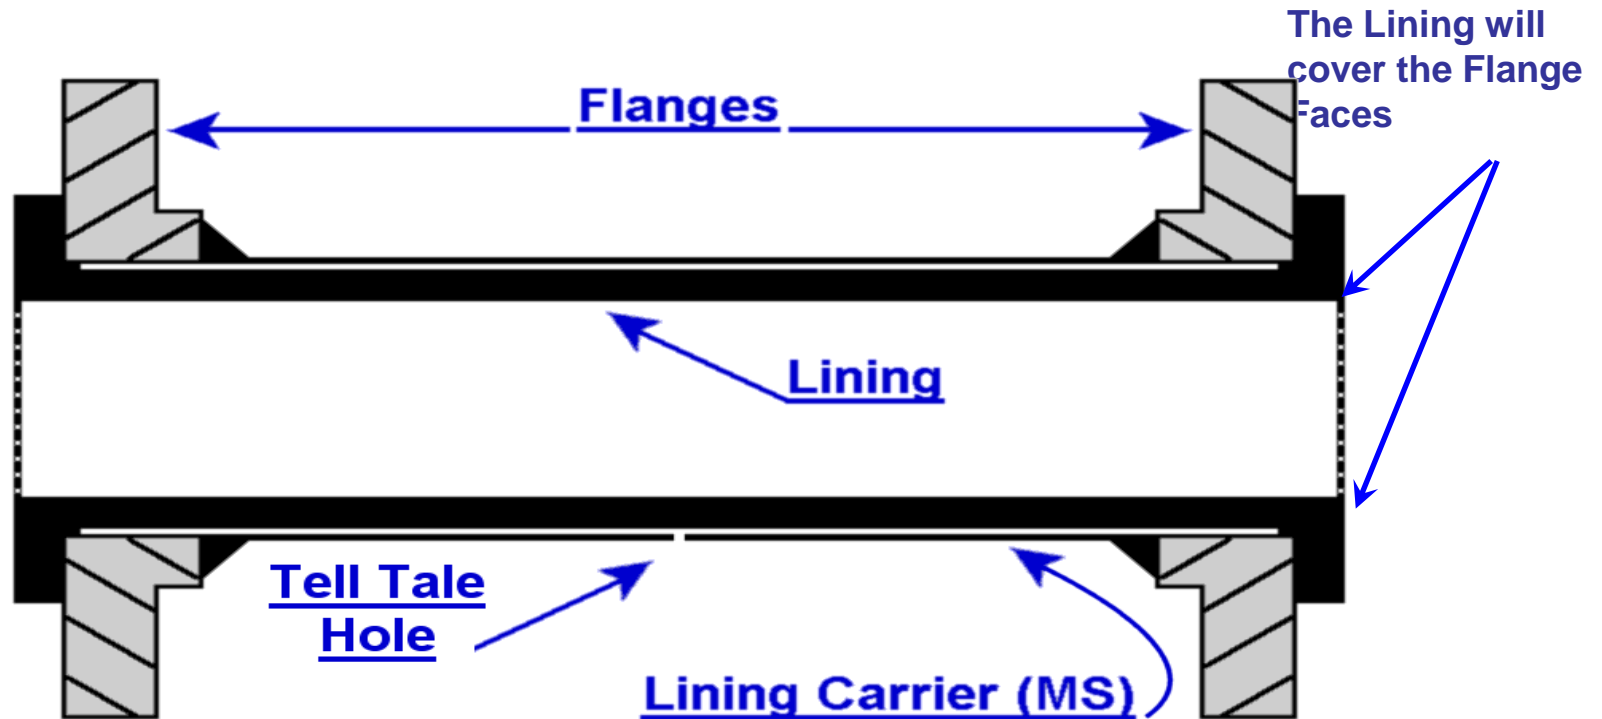 The Lining will
cover the Flange
Faces
Flanges
Lining
Tell Tale
Hole
Lining Carrier (MS)